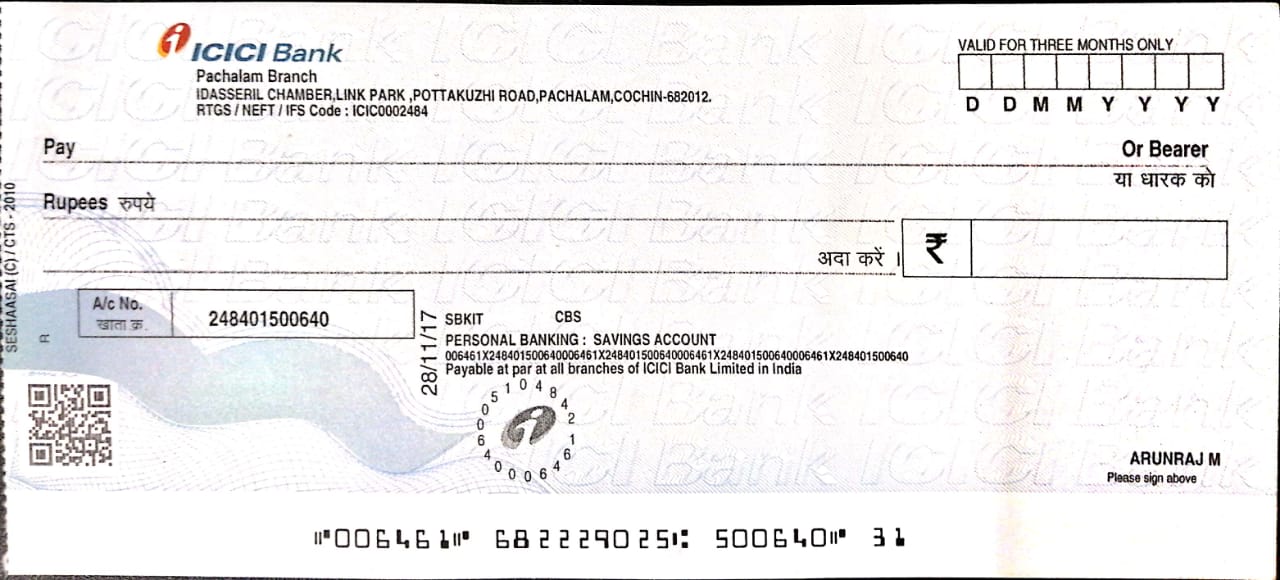 ICICI Bank
VALID FOR THREE MONTHS ONLY
Pachalam Branch
IDASSERIL CHAMBER,LINK PARK ,POTTAKUZHI ROAD,PACHALAM,COCHIN-682012.
RTGS / NEFT / IFS Code : ICIC0002484
D D M M Y Y Y Y
Pay
Or Bearer
या धारक को
Rupees रुपये
अदा करें ।
₹
A/c No.
खाता क्र.
248401500640
SESHAASAI (C) / CTS - 2010
R
28/11/17
SBKIT CBS
PERSONAL BANKING : SAVINGS ACCOUNT
006461X248401500640006461X248401500640006461X248401500640006461X248401500640
Payable at par at all branches of ICICI Bank Limited in India
006461248401500640
ARUNRAJ M
Please sign above
⑈006461⑈ 682229025⑆ 500640⑈ 31